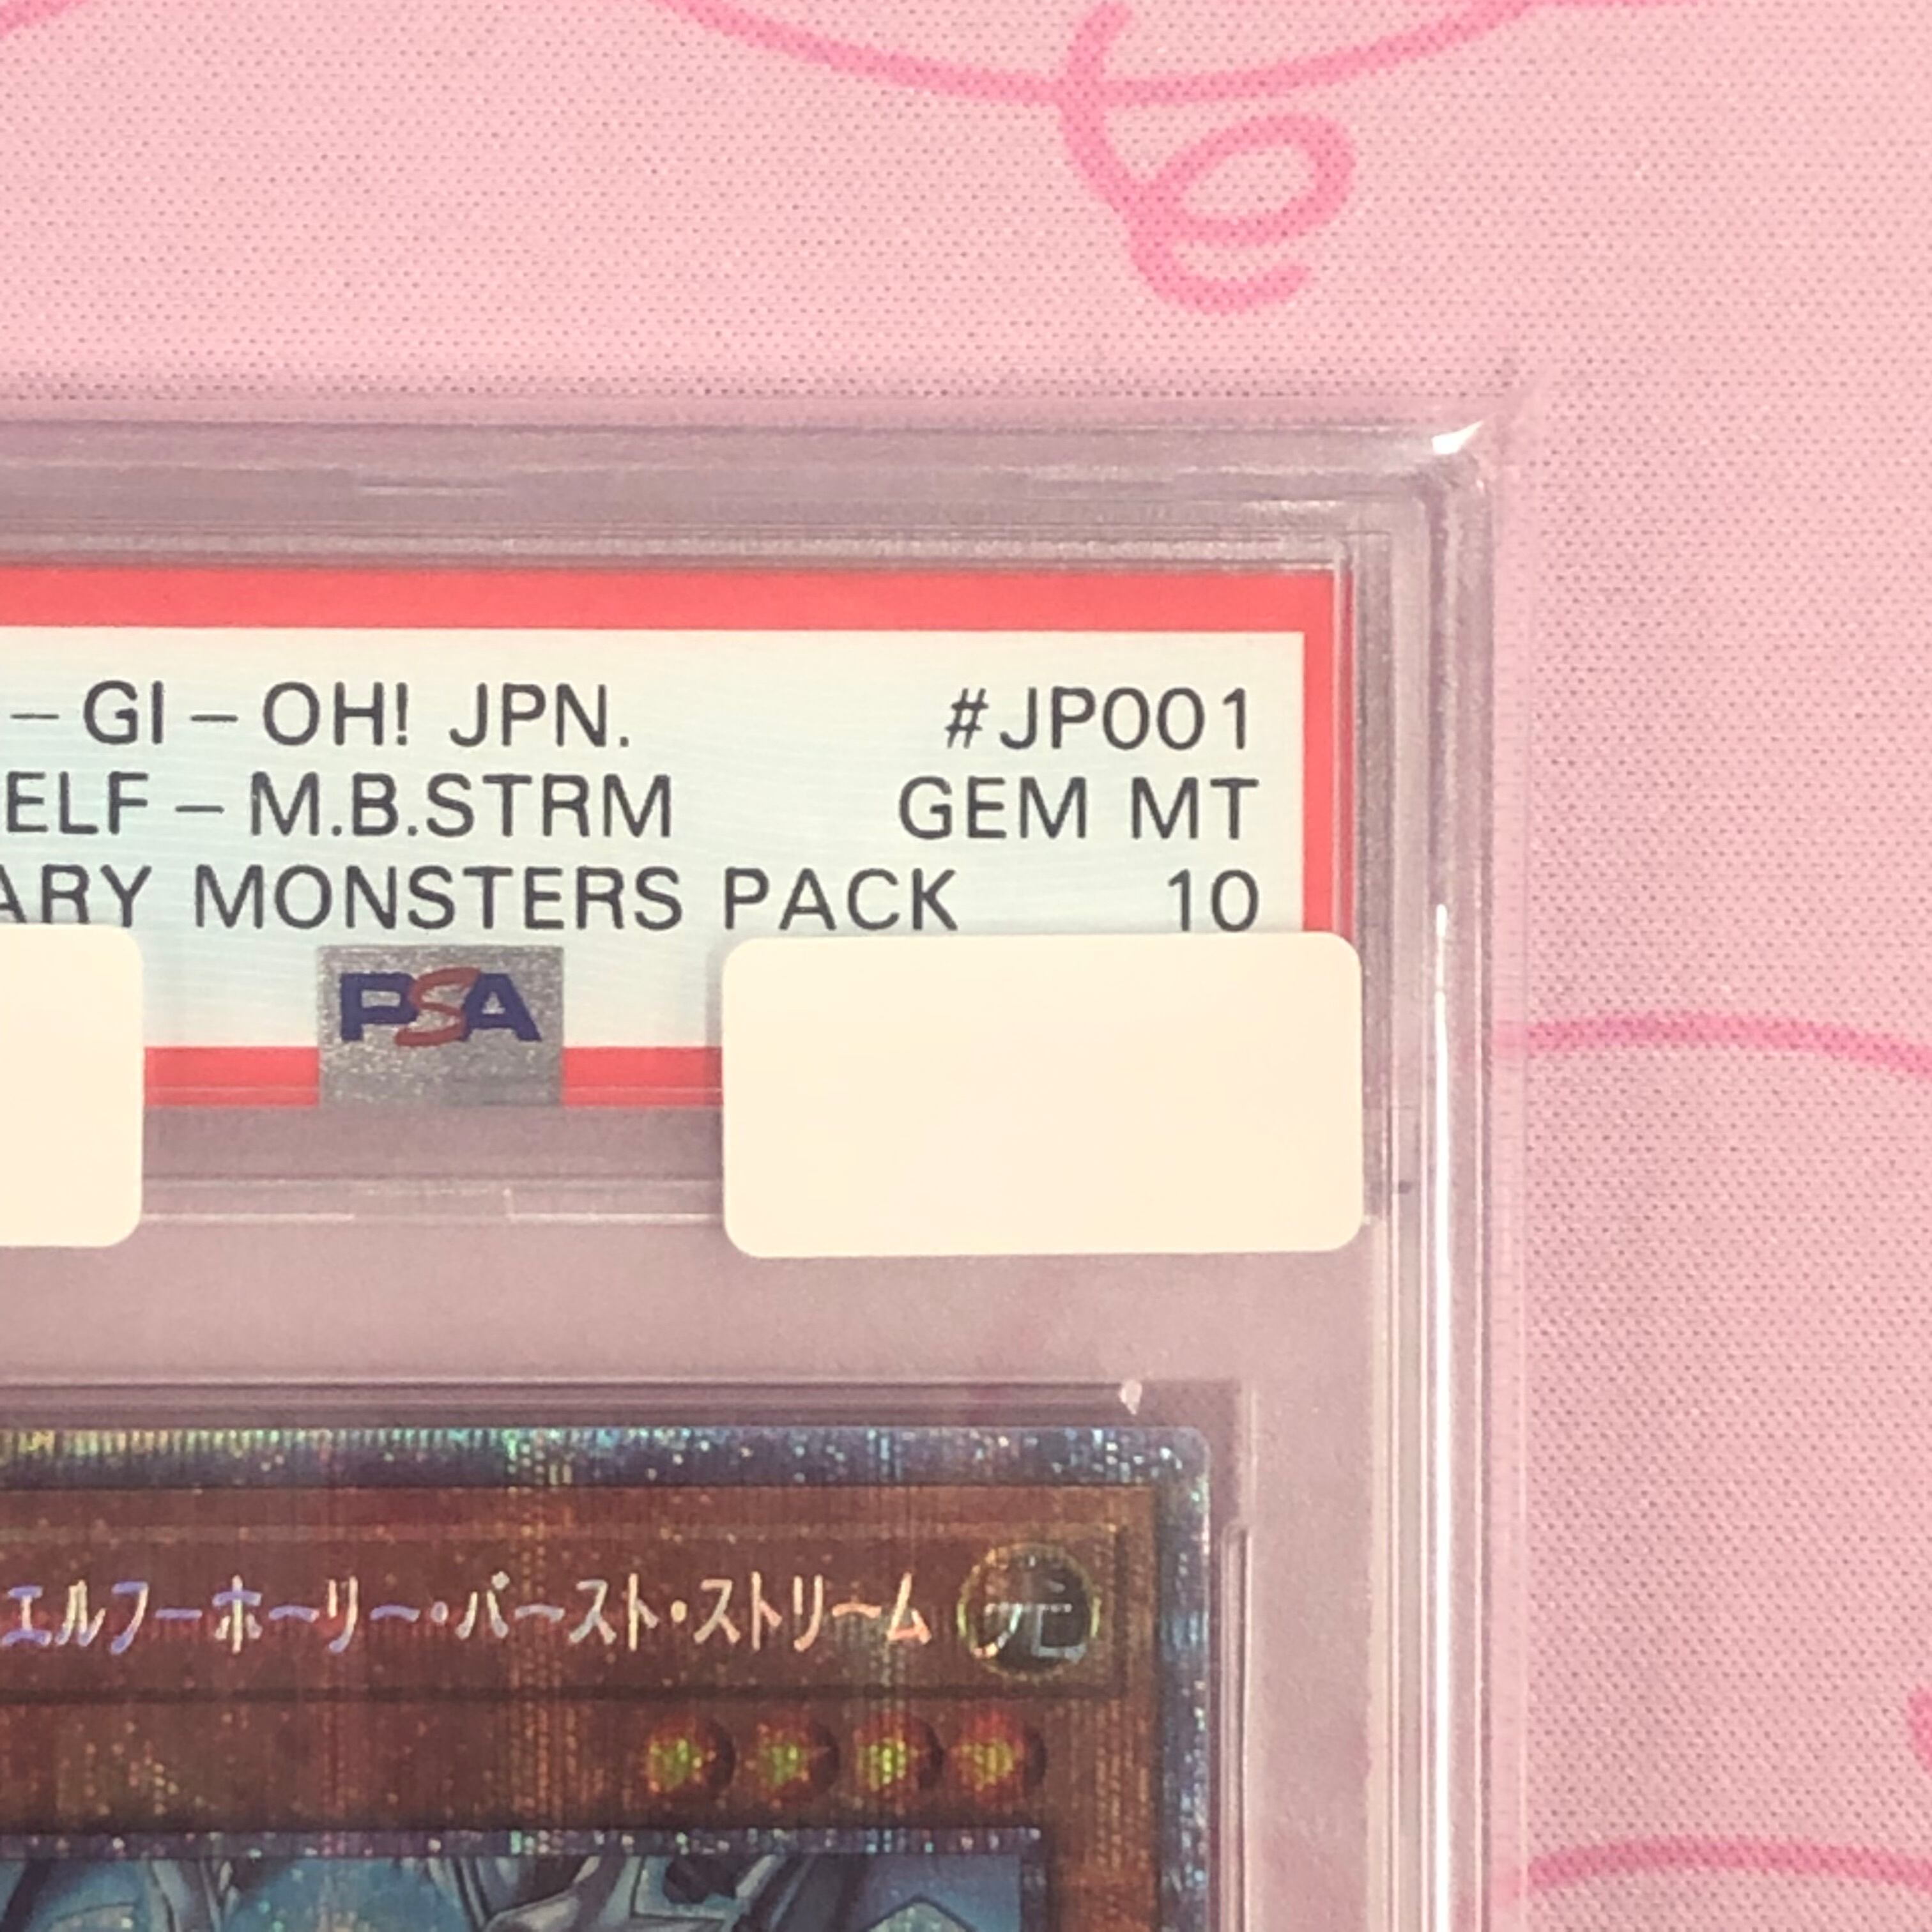 -GI-OH! JPN. #JP001
ELF-M.B.STRM GEM MT
ARY MONSTERS PACK 10
PSA
エルフーホーリー・バースト・ストリーム 光